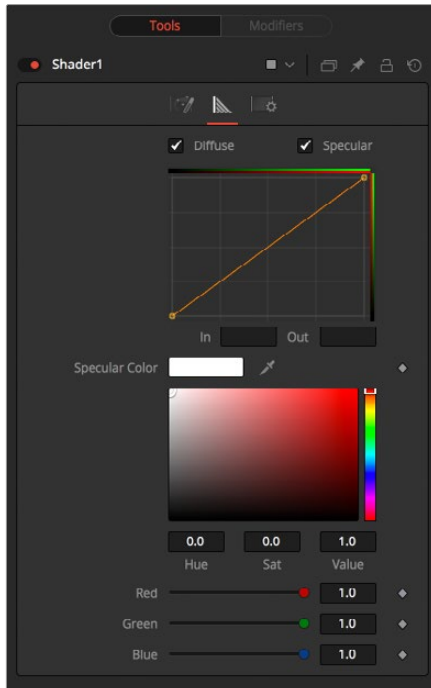 Tools Modifiers
Shader1
Diffuse Specular
In Out
Specular Color
0.0 0.0 1.0
Hue Sat Value
Red 1.0
Green 1.0
Blue 1.0